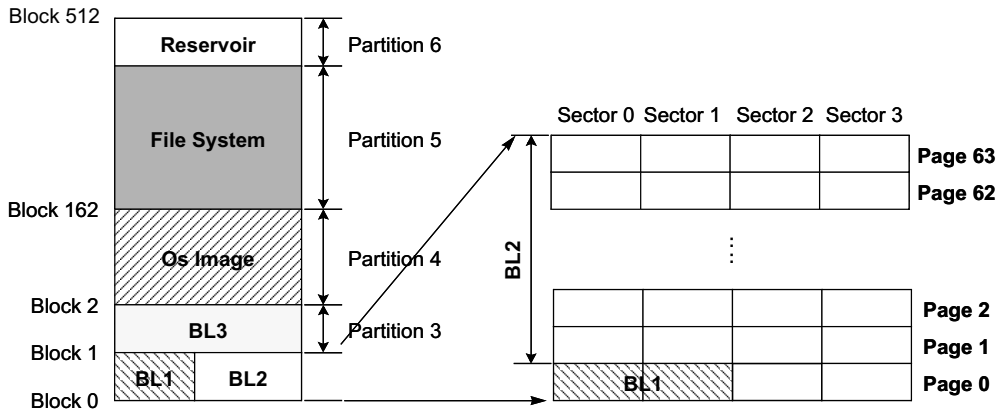 Block 512
Reservoir
Partition 6
File System
Partition 5
Block 162
Os Image
Partition 4
Block 2
BL3
Partition 3
Block 1
BL1
BL2
Block 0
Sector 0
Sector 1
Sector 2
Sector 3
Page 63
Page 62
BL2
⋮
Page 2
Page 1
BL1
Page 0